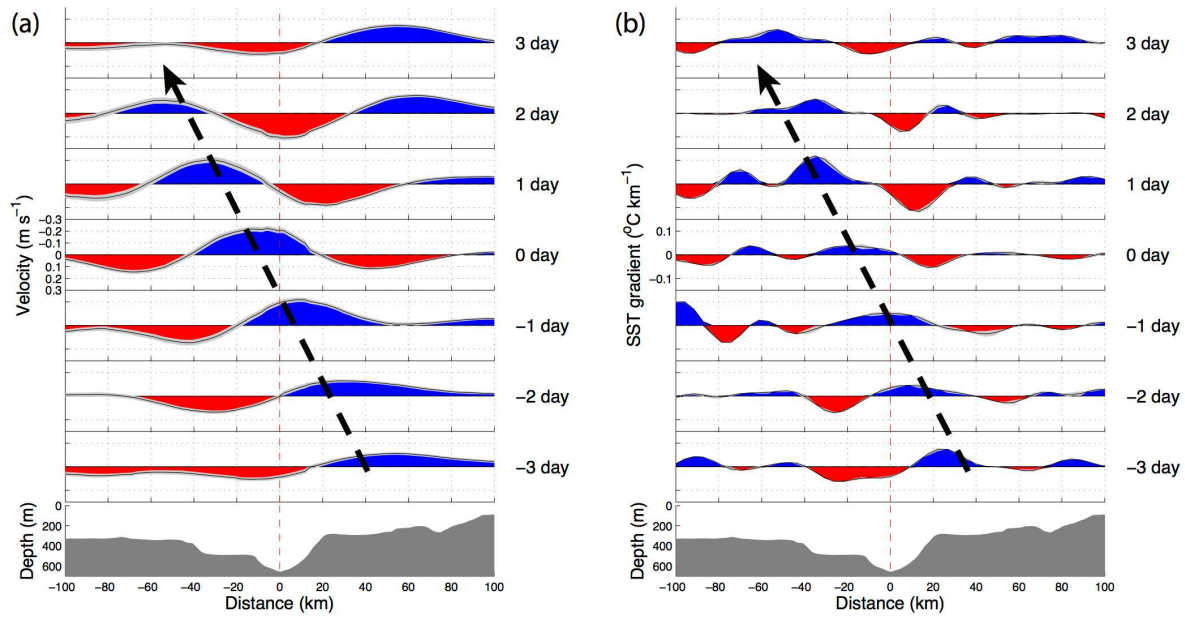 (a)
3 day
2 day
1 day
0 day
−1 day
−2 day
−3 day
Velocity (m s−1)
−0.3
−0.2
−0.1
0
0.1
0.2
0.3
Depth (m)
0
200
400
600
−100 −80 −60 −40 −20 0 20 40 60 80 100
Distance (km)
(b)
3 day
2 day
1 day
0 day
−1 day
−2 day
−3 day
SST gradient (oC km−1)
0.1
0
−0.1
Depth (m)
0
200
400
600
−100 −80 −60 −40 −20 0 20 40 60 80 100
Distance (km)